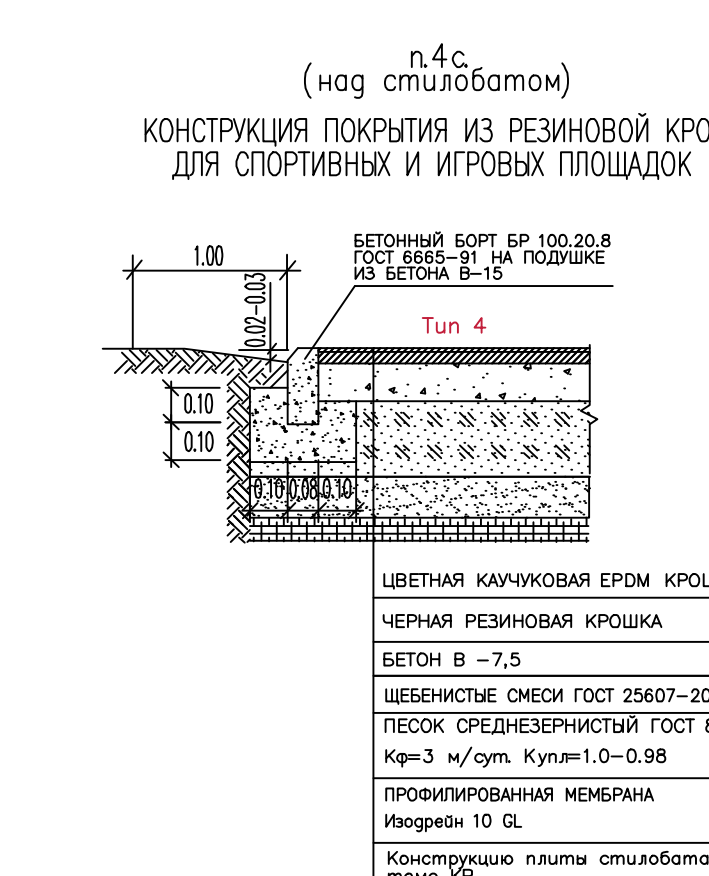 п.4с.
(над стилобатом)
КОНСТРУКЦИЯ ПОКРЫТИЯ ИЗ РЕЗИНОВОЙ КРО
ДЛЯ СПОРТИВНЫХ И ИГРОВЫХ ПЛОЩАДОК
БЕТОННЫЙ БОРТ БР 100.20.8
ГОСТ 6665-91 НА ПОДУШКЕ
ИЗ БЕТОНА В-15
1.00
0.02-0.03
Тип 4
0.10
0.10
0.10 0.08 0.10
ЦВЕТНАЯ КАУЧУКОВАЯ EPDM КРОШ
ЧЕРНАЯ РЕЗИНОВАЯ КРОШКА
БЕТОН В -7,5
ЩЕБЕНИСТЫЕ СМЕСИ ГОСТ 25607-20
ПЕСОК СРЕДНЕЗЕРНИСТЫЙ ГОСТ 8
Кф=3 м/сут. Купл=1.0-0.98
ПРОФИЛИРОВАННАЯ МЕМБРАНА
Изодрейн 10 GL
Конструкцию плиты стилобата
КР